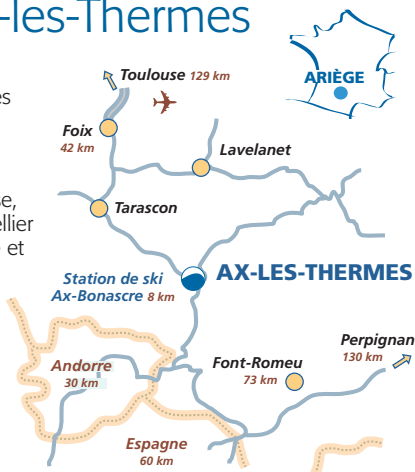 -les-Thermes
ARIÈGE
Toulouse 129 km
es
Foix
42 km
Lavelanet
se,
ellier
et
Tarascon
Station de ski
Ax-Bonascre 8 km
AX-LES-THERMES
Perpignan
130 km
Andorre
30 km
Font-Romeu
73 km
Espagne
60 km